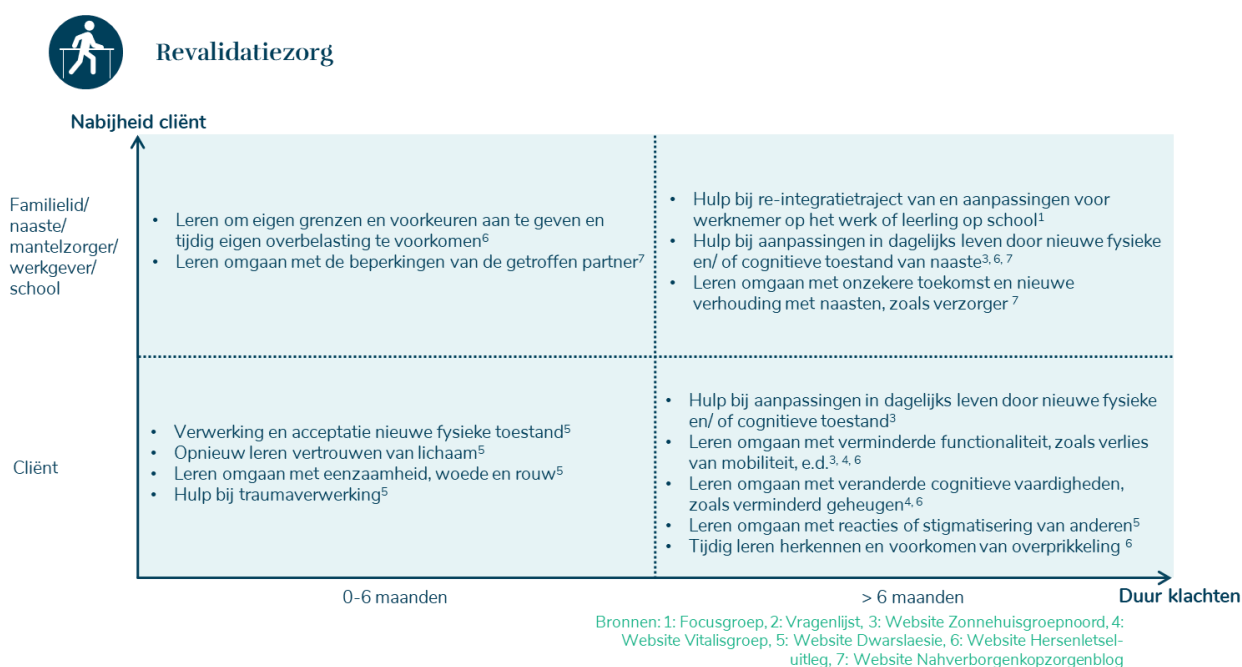 Revalidatiezorg
Nabijheid cliënt
Familielid/
naaste/
mantelzorger/
werkgever/
school
• Leren om eigen grenzen en voorkeuren aan te geven en
tijdig eigen overbelasting te voorkomen⁶
• Leren omgaan met de beperkingen van de getroffen partner⁷
• Hulp bij re-integratietraject van en aanpassingen voor
werknemer op het werk of leerling op school¹
• Hulp bij aanpassingen in dagelijks leven door nieuwe fysieke
en/ of cognitieve toestand van naaste³, ⁶, ⁷
• Leren omgaan met onzekere toekomst en nieuwe
verhouding met naasten, zoals verzorger ⁷
Cliënt
• Verwerking en acceptatie nieuwe fysieke toestand⁵
• Opnieuw leren vertrouwen van lichaam⁵
• Leren omgaan met eenzaamheid, woede en rouw⁵
• Hulp bij traumaverwerking⁵
• Hulp bij aanpassingen in dagelijks leven door nieuwe fysieke
en/ of cognitieve toestand³
• Leren omgaan met verminderde functionaliteit, zoals verlies
van mobiliteit, e.d.³, ⁴, ⁶
• Leren omgaan met veranderde cognitieve vaardigheden,
zoals verminderd geheugen⁴, ⁶
• Leren omgaan met reacties of stigmatisering van anderen⁵
• Tijdig leren herkennen en voorkomen van overprikkeling ⁶
0-6 maanden
> 6 maanden
Duur klachten
Bronnen: 1: Focusgroep, 2: Vragenlijst, 3: Website Zonnehuisgroepnoord, 4:
Website Vitalisgroep, 5: Website Dwarslaesie, 6: Website Hersenletsel-
uitleg, 7: Website Nahverborgenkopzorgenblog